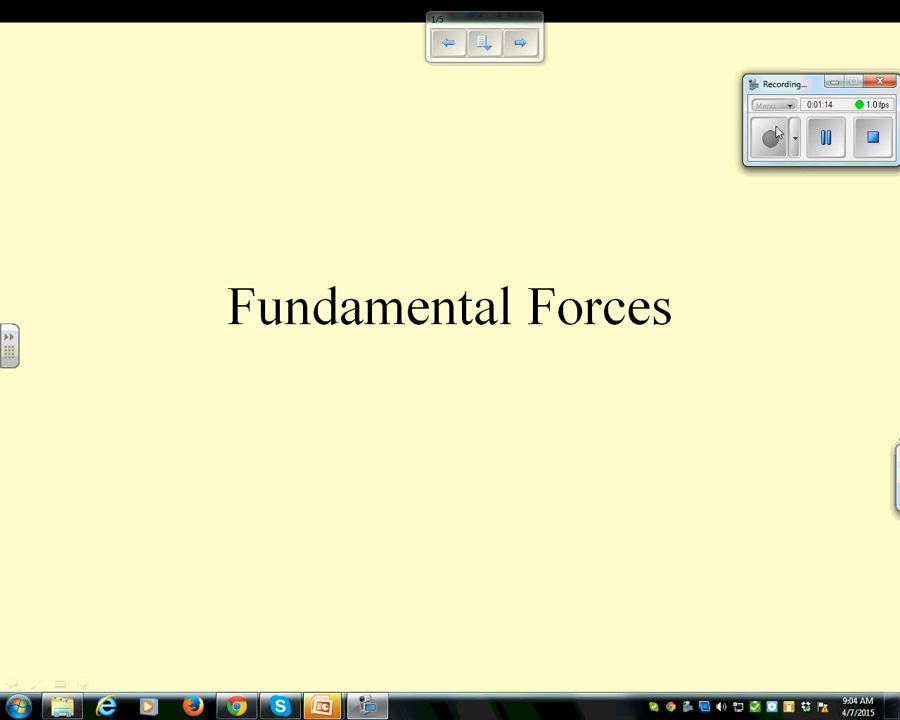 1/5
Recording...
Menu
0:01:14
1.0 fps
Fundamental Forces
9:04 AM
4/7/2015